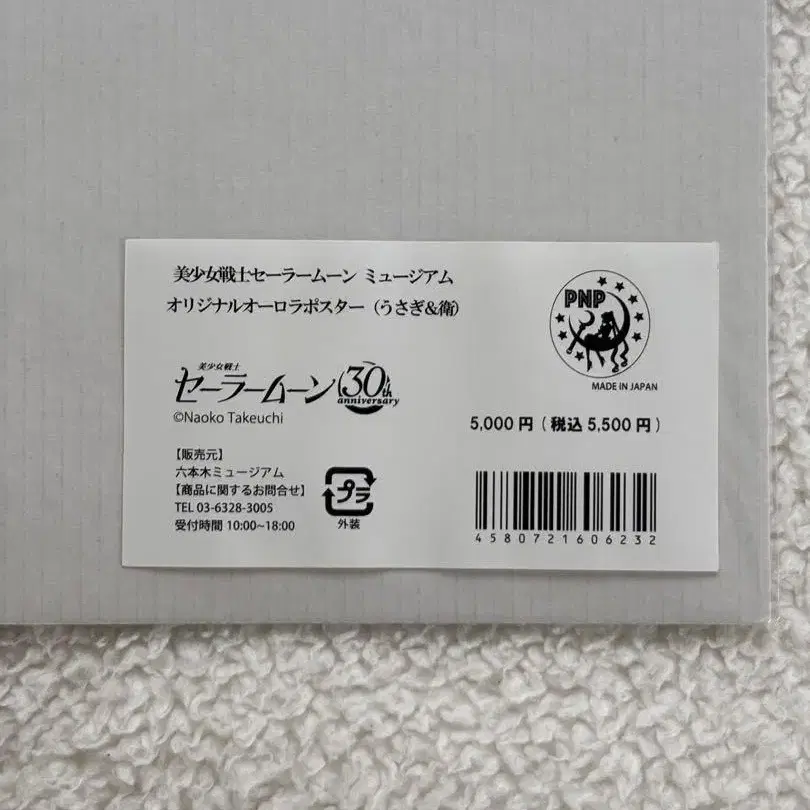 美少女戦士セーラームーン ミュージアム
オリジナルオーロラポスター（うさぎ&衛）
PNP
MADE IN JAPAN
美少女戦士
セーラームーン 30th
anniversary
©Naoko Takeuchi
5,000 円 ( 税込 5,500 円 )
【販売元】
六本木ミュージアム
【商品に関するお問合せ】
TEL 03-6328-3005
受付時間 10:00~18:00
プラ
外装
4580721606232